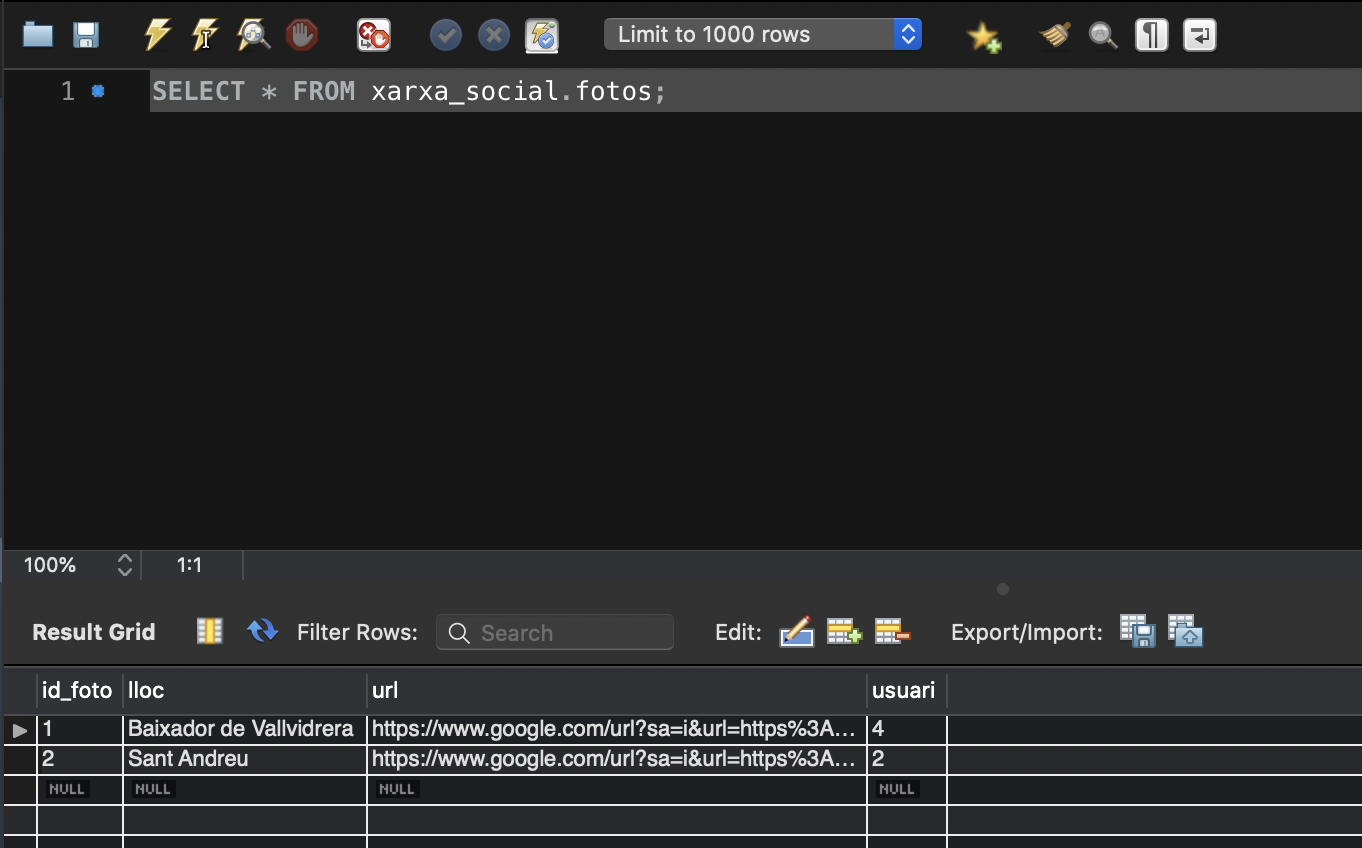 Limit to 1000 rows
1 SELECT * FROM xarxa_social.fotos;
100% 1:1
Result Grid Filter Rows: Search Edit: Export/Import:
id_foto lloc url usuari
1 Baixador de Vallvidrera https://www.google.com/url?sa=i&url=https%3A... 4
2 Sant Andreu https://www.google.com/url?sa=i&url=https%3A... 2
NULL NULL NULL NULL